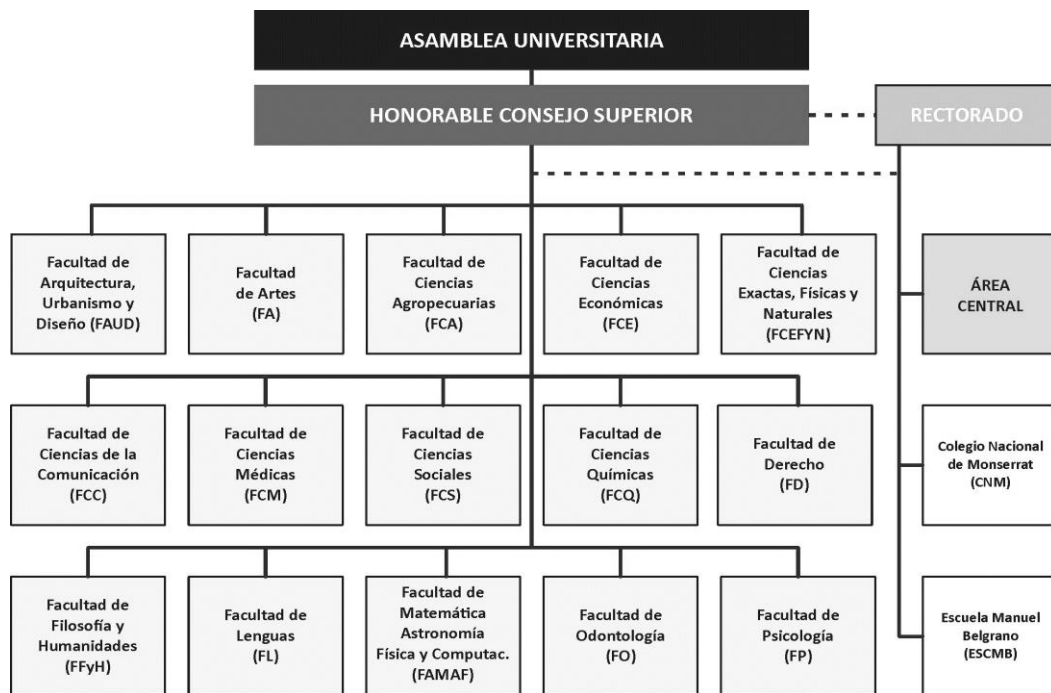 ASAMBLEA UNIVERSITARIA
HONORABLE CONSEJO SUPERIOR
RECTORADO
Facultad de
Arquitectura,
Urbanismo y
Diseño (FAUD)
Facultad
de Artes
(FA)
Facultad de
Ciencias
Agropecuarias
(FCA)
Facultad de
Ciencias
Económicas
(FCE)
Facultad de
Ciencias
Exactas, Físicas y
Naturales
(FCEFYN)
ÁREA
CENTRAL
Facultad de
Ciencias de la
Comunicación
(FCC)
Facultad de
Ciencias
Médicas
(FCM)
Facultad de
Ciencias
Sociales
(FCS)
Facultad de
Ciencias
Químicas
(FCQ)
Facultad de
Derecho
(FD)
Colegio Nacional
de Monserrat
(CNM)
Facultad de
Filosofía y
Humanidades
(FFyH)
Facultad de
Lenguas
(FL)
Facultad de
Matemática
Astronomía
Física y Computac.
(FAMAF)
Facultad de
Odontología
(FO)
Facultad de
Psicología
(FP)
Escuela Manuel
Belgrano
(ESCMB)